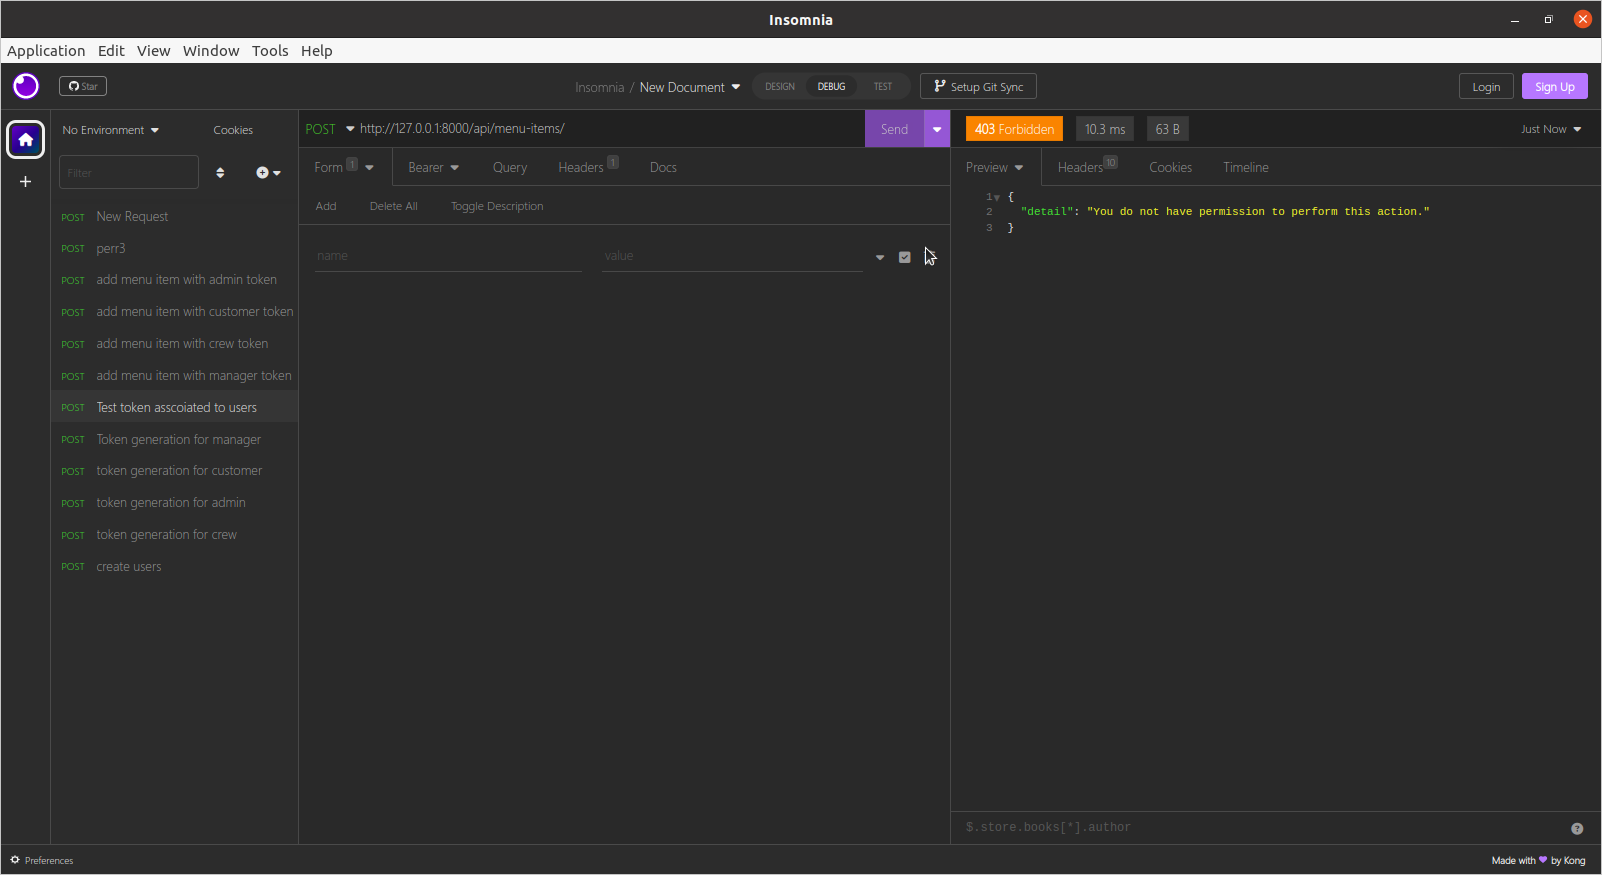 Insomnia
Application Edit View Window Tools Help
Star
Insomnia / New Document
DESIGN DEBUG TEST
Setup Git Sync
Login
Sign Up
No Environment
Cookies
Filter
POST New Request
POST perr3
POST add menu item with admin token
POST add menu item with customer token
POST add menu item with crew token
POST add menu item with manager token
POST Test token asscoiated to users
POST Token generation for manager
POST token generation for customer
POST token generation for admin
POST token generation for crew
POST create users
POST http://127.0.0.1:8000/api/menu-items/
Send
Form 1 Bearer Query Headers 1 Docs
Add Delete All Toggle Description
name value
403 Forbidden 10.3 ms 63 B Just Now
Preview Headers 10 Cookies Timeline
1 {
2 "detail": "You do not have permission to perform this action."
3 }
$.store.books[*].author
?
Preferences
Made with by Kong